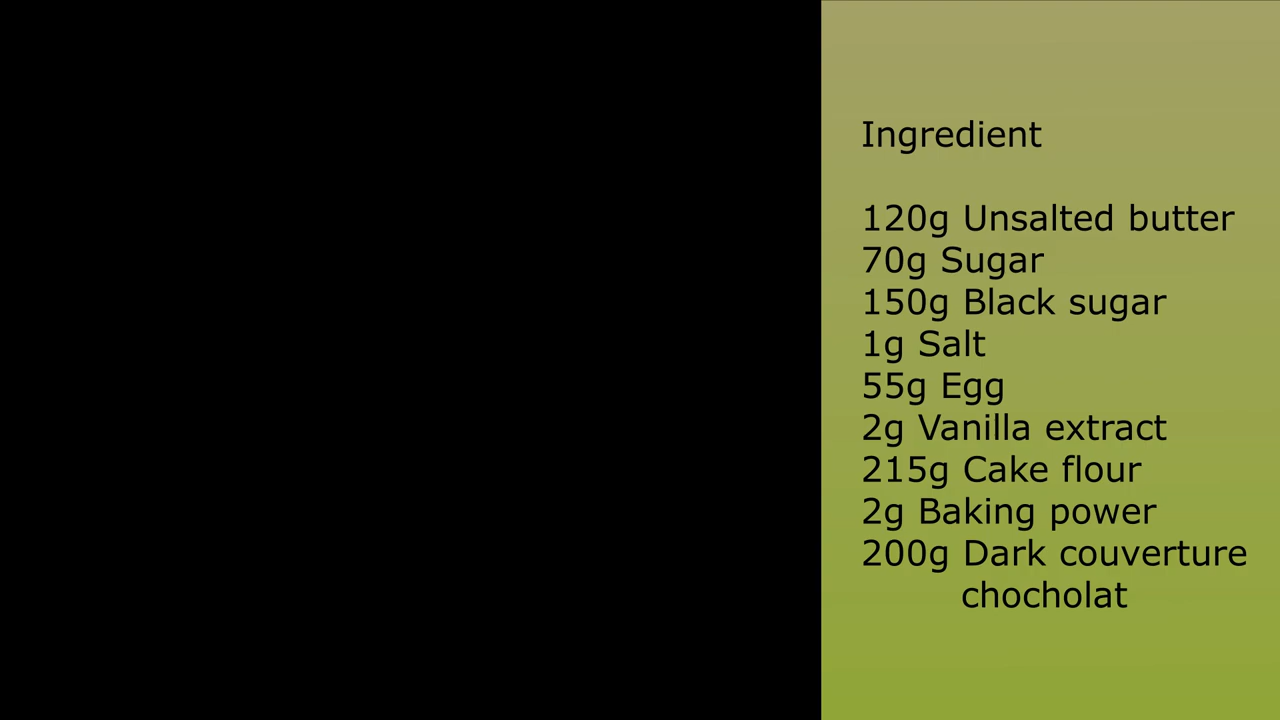 Ingredient
120g Unsalted butter
70g Sugar
150g Black sugar
1g Salt
55g Egg
2g Vanilla extract
215g Cake flour
2g Baking power
200g Dark couverture
chocholat